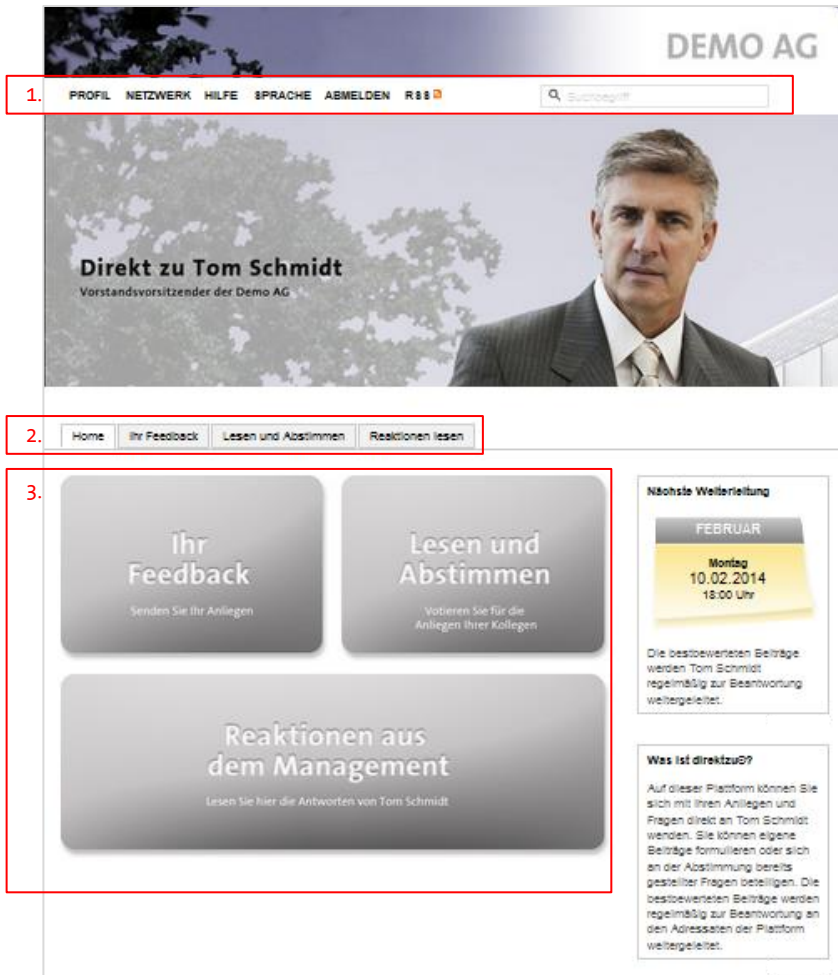 DEMO AG
1.
PROFIL NETZWERK HILFE SPRACHE ABMELDEN RSS
Suchbegriff
Direkt zu Tom Schmidt
Vorstandsvorsitzender der Demo AG
2.
Home Ihr Feedback Lesen und Abstimmen Reaktionen lesen
3.
Ihr
Feedback
Senden Sie Ihr Anliegen
Lesen und
Abstimmen
Votieren Sie für die
Anliegen Ihrer Kollegen
Reaktionen aus
dem Management
Lesen Sie hier die Antworten von Tom Schmidt
Nächste Weiterleitung
FEBRUAR
Montag
10.02.2014
18:00 Uhr
Die bestbewerteten Beiträge
werden Tom Schmidt
regelmäßig zur Beantwortung
weitergeleitet.
Was ist direktzu®?
Auf dieser Plattform können Sie
sich mit Ihren Anliegen und
Fragen direkt an Tom Schmidt
wenden. Sie können eigene
Beiträge formulieren oder sich
an der Abstimmung bereits
gestellter Fragen beteiligen. Die
bestbewerteten Beiträge werden
regelmäßig zur Beantwortung an
den Adressaten der Plattform
weitergeleitet.